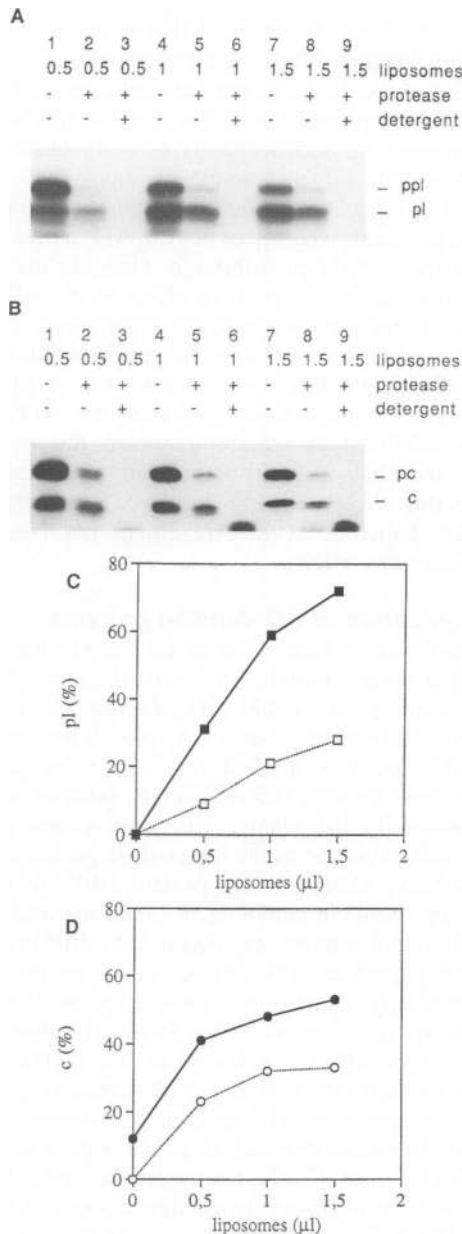 A
1 2 3 4 5 6 7 8 9
0.5 0.5 0.5 1 1 1 1.5 1.5 1.5 liposomes
- + + - + + - + + protease
- - + - - + - - + detergent
– ppl
– pl
B
1 2 3 4 5 6 7 8 9
0.5 0.5 0.5 1 1 1 1.5 1.5 1.5 liposomes
- + + - + + - + + protease
+ + + detergent
– pc
– c
C
80
60
40
20
0
pl (%)
0 0,5 1 1,5 2
liposomes (µl)
D
80
60
40
20
0
c (%)
0 0,5 1 1,5 2
liposomes (µl)